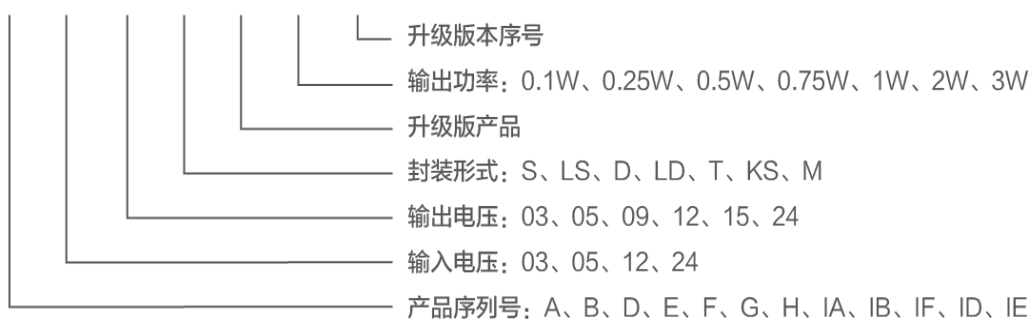 升级版本序号
输出功率：0.1W、0.25W、0.5W、0.75W、1W、2W、3W
升级版产品
封装形式：S、LS、D、LD、T、KS、M
输出电压：03、05、09、12、15、24
输入电压：03、05、12、24
产品序列号：A、B、D、E、F、G、H、IA、IB、IF、ID、IE